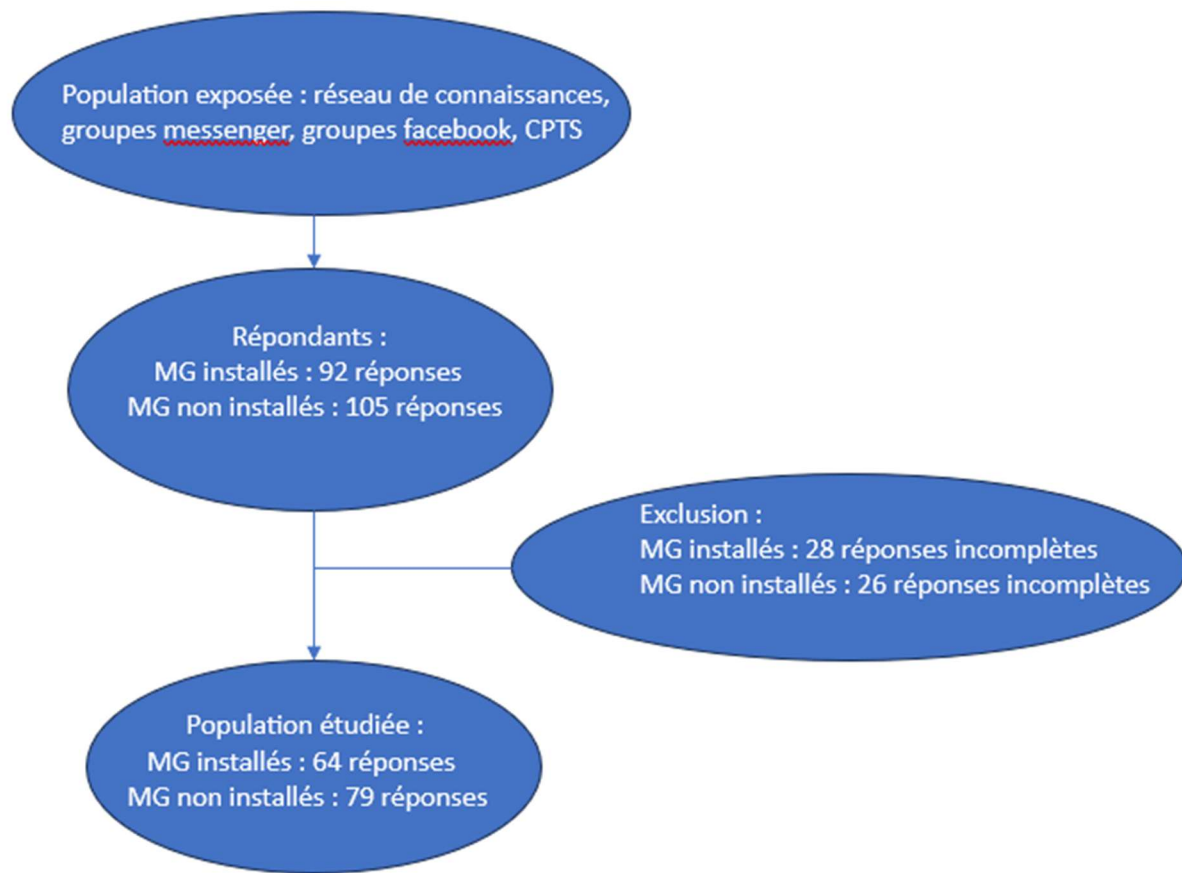 Population exposée : réseau de connaissances,
groupes messenger, groupes facebook, CPTS
Répondants :
MG installés : 92 réponses
MG non installés : 105 réponses
Exclusion :
MG installés : 28 réponses incomplètes
MG non installés : 26 réponses incomplètes
Population étudiée :
MG installés : 64 réponses
MG non installés : 79 réponses